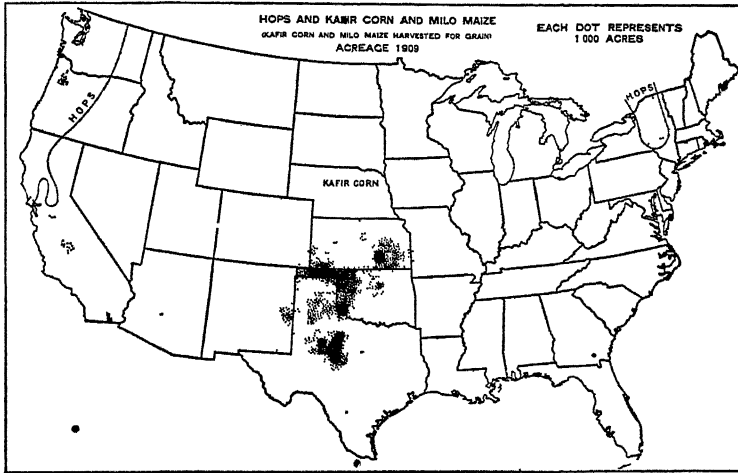 HOPS AND KAFIR CORN AND MILO MAIZE
(KAFIR CORN AND MILO MAIZE HARVESTED FOR GRAIN)
ACREAGE 1909
EACH DOT REPRESENTS
1 000 ACRES
HOPS
HOPS
KAFIR CORN